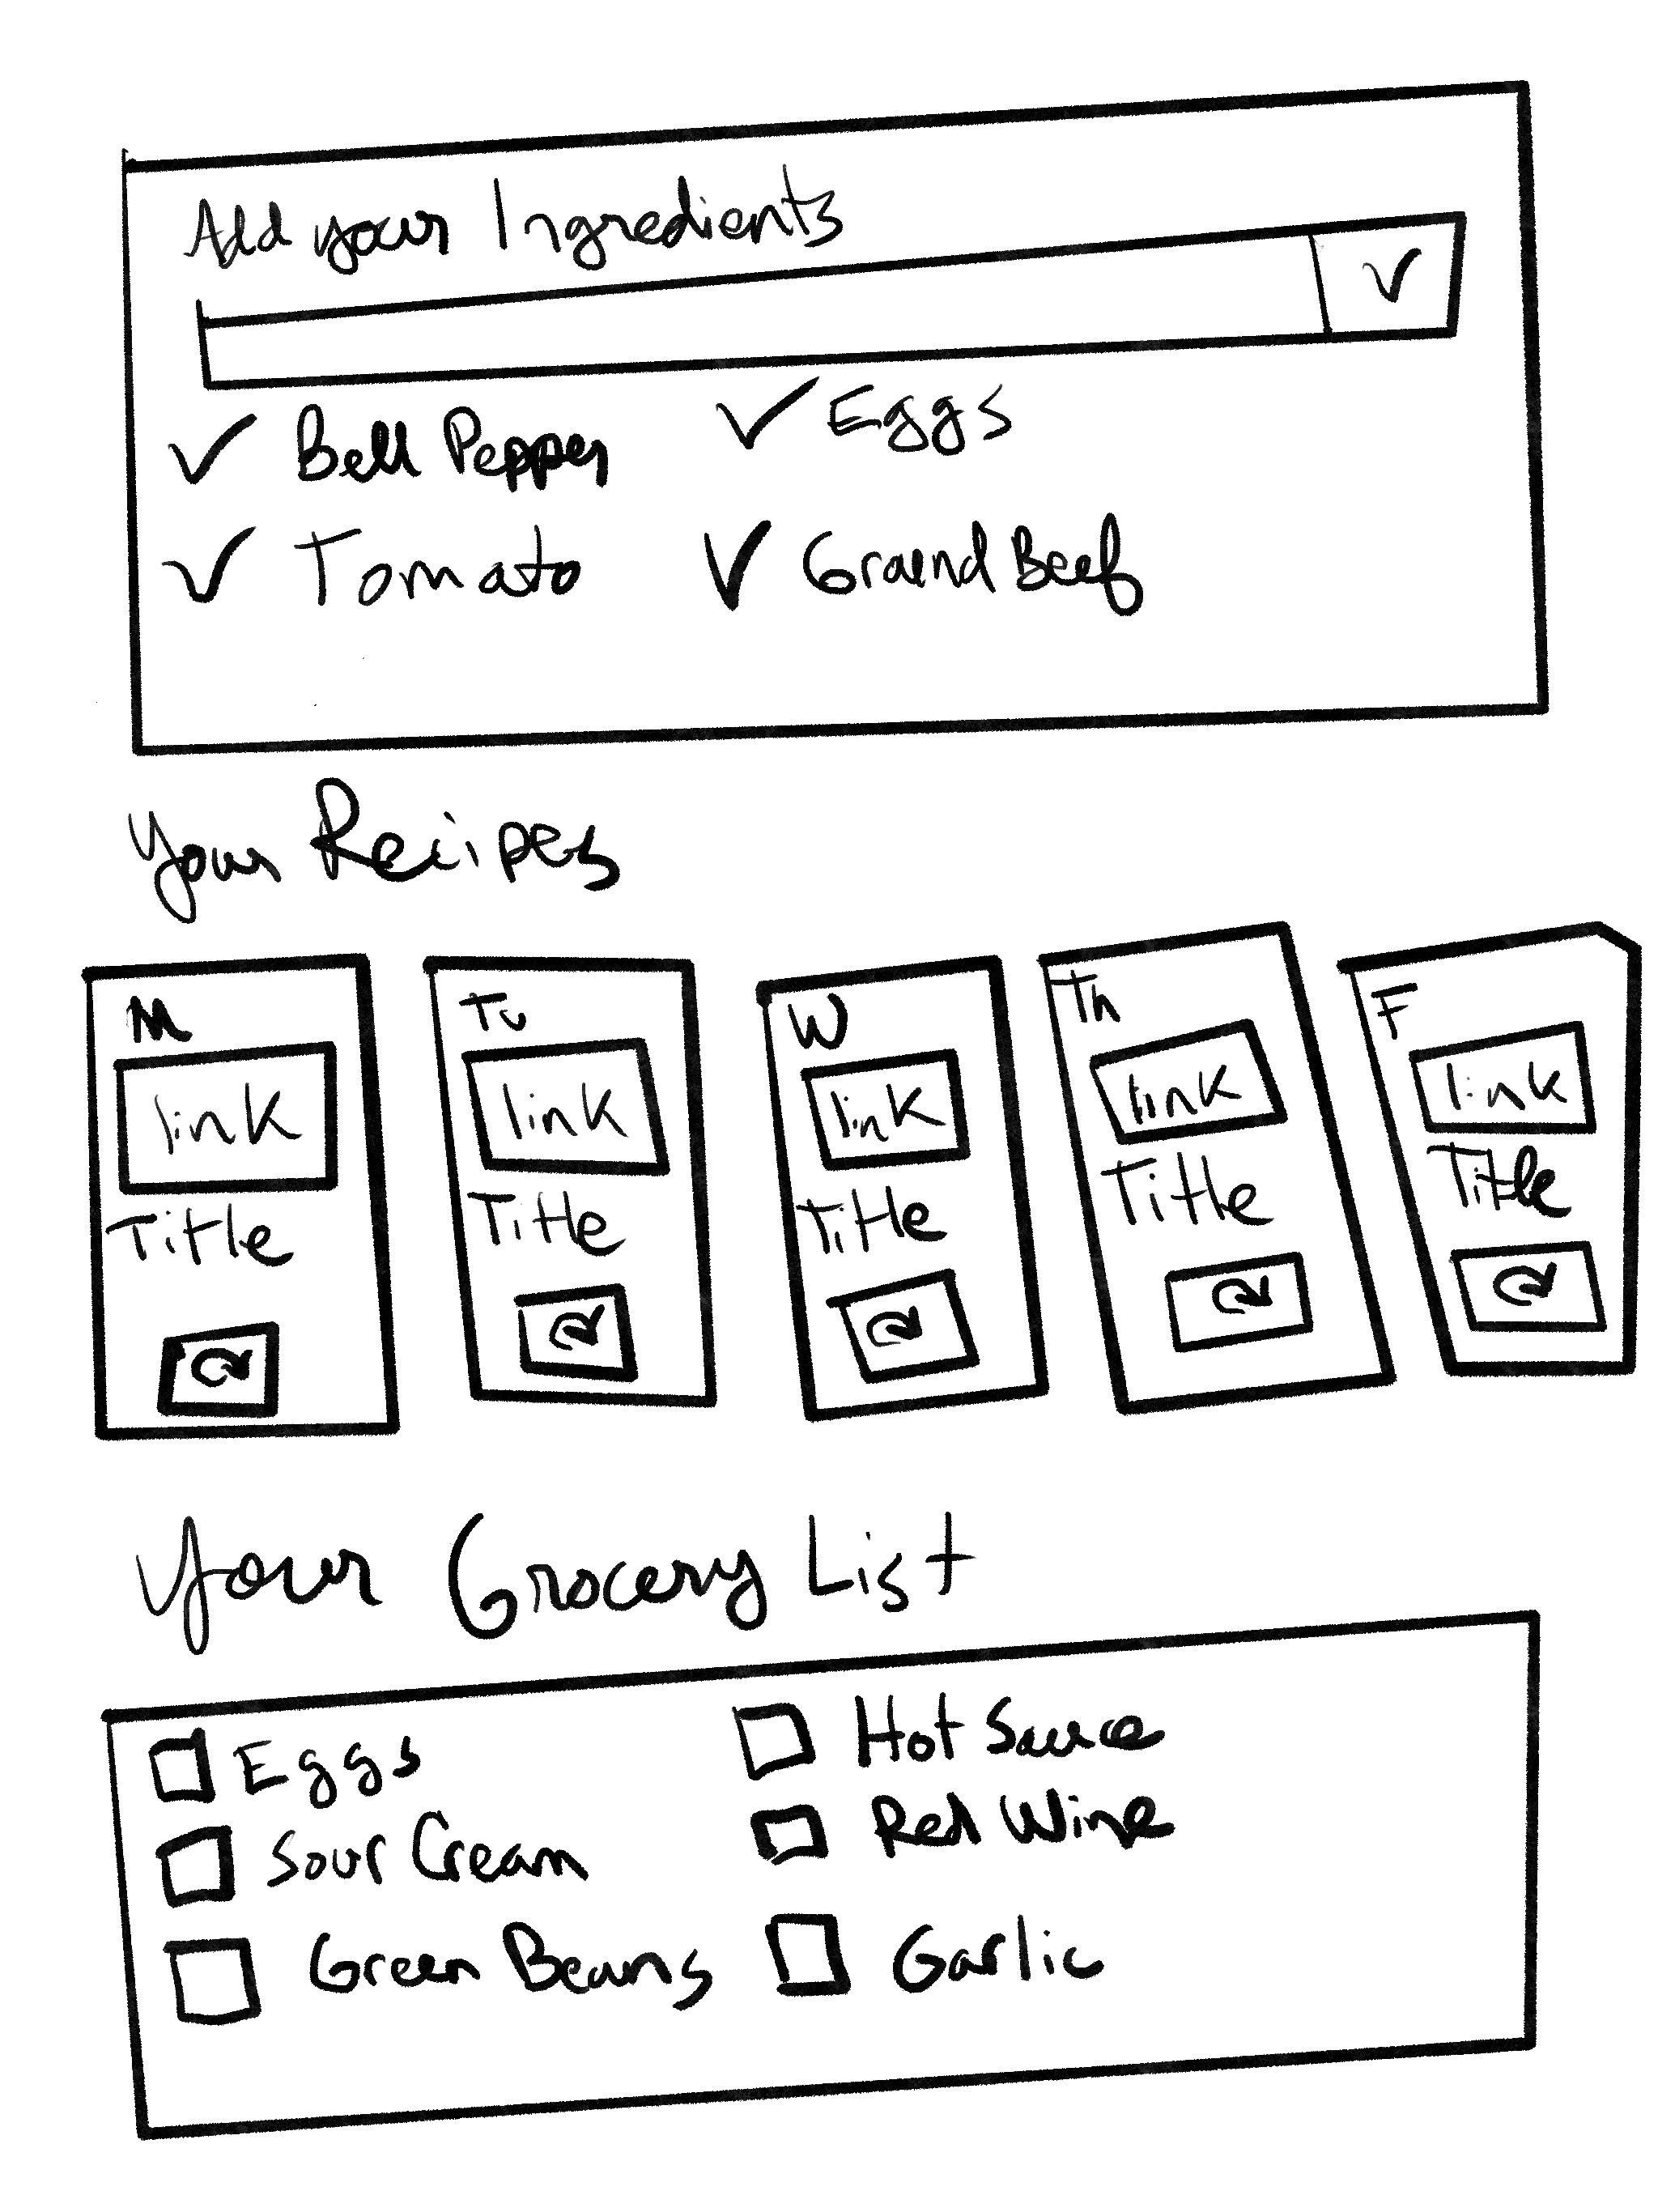 Add your Ingredients
✓
✓ Bell Pepper ✓ Eggs
✓ Tomato ✓ Ground Beef
Your Recipes
M Tu W Th F
link link link link link
Title Title Title Title Title
Your Grocery List
Eggs Hot Sauce
Sour Cream Red Wine
Green Beans Garlic